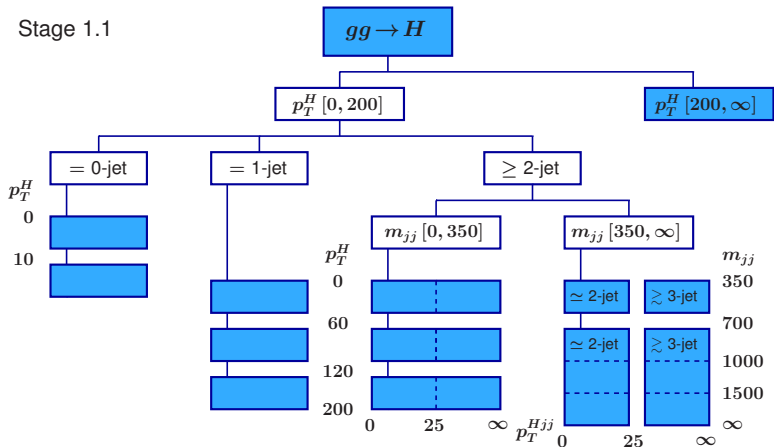 Stage 1.1
gg → H
p_T^H [0, 200]
p_T^H [200, ∞]
= 0-jet
= 1-jet
≥ 2-jet
p_T^H
0
10
m_jj [0, 350]
m_jj [350, ∞]
p_T^H
0
60
120
200
m_jj
350
700
1000
1500
∞
≃ 2-jet
≳ 3-jet
≃ 2-jet
≳ 3-jet
0
25
∞
p_T^Hjj
0
25
∞